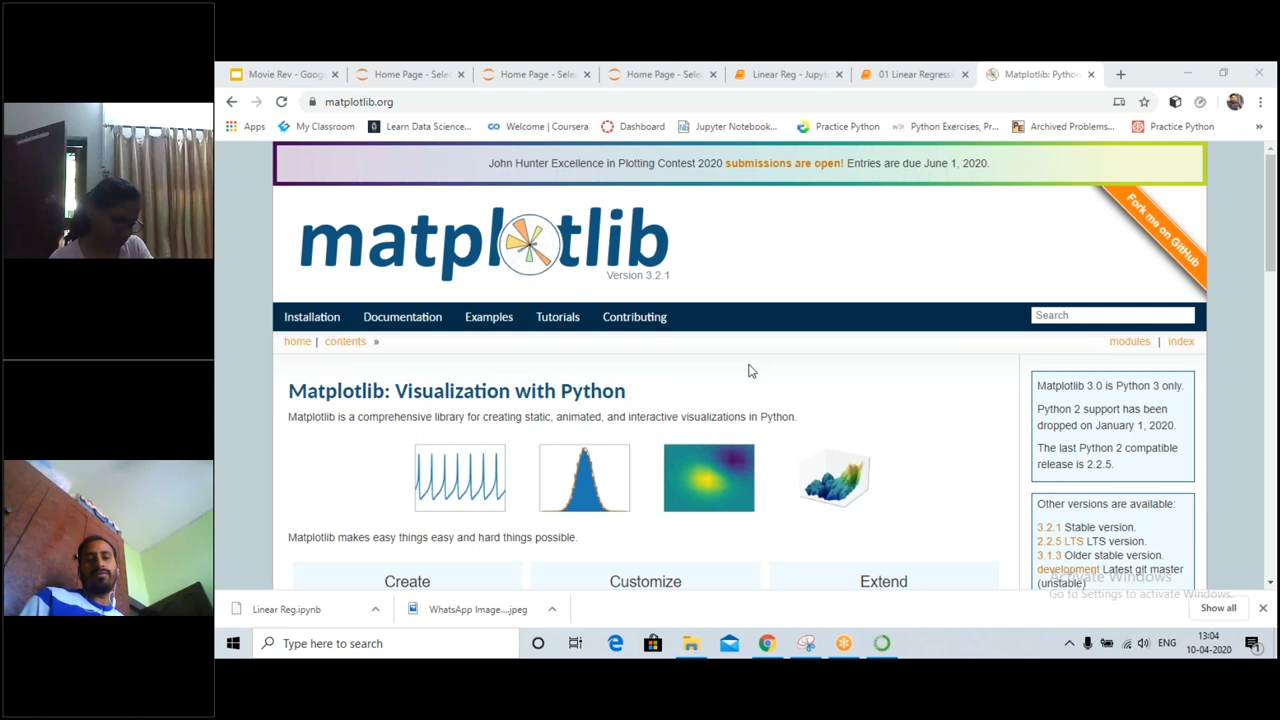 Movie Rev - Goog
Home Page - Sele
Home Page - Sele
Home Page - Sele
Linear Reg - Jupyt
01 Linear Regressi
Matplotlib: Python
matplotlib.org
Apps
My Classroom
Learn Data Science...
Welcome | Coursera
Dashboard
Jupyter Notebook...
Practice Python
Python Exercises, Pr...
Archived Problems...
Practice Python
John Hunter Excellence in Plotting Contest 2020 submissions are open! Entries are due June 1, 2020.
Fork me on GitHub
matplotlib
Version 3.2.1
Installation Documentation Examples Tutorials Contributing
Search
home | contents »
modules | index
Matplotlib: Visualization with Python
Matplotlib is a comprehensive library for creating static, animated, and interactive visualizations in Python.
Matplotlib makes easy things easy and hard things possible.
Create
Customize
Extend
Matplotlib 3.0 is Python 3 only.
Python 2 support has been
dropped on January 1, 2020.
The last Python 2 compatible
release is 2.2.5.
Other versions are available:
3.2.1 Stable version.
2.2.5 LTS LTS version.
3.1.3 Older stable version.
development Latest git master
(unstable)
Activate Windows
Go to Settings to activate Windows.
Linear Reg.ipynb
WhatsApp Image....jpeg
Show all
Type here to search
ENG
13:04
10-04-2020